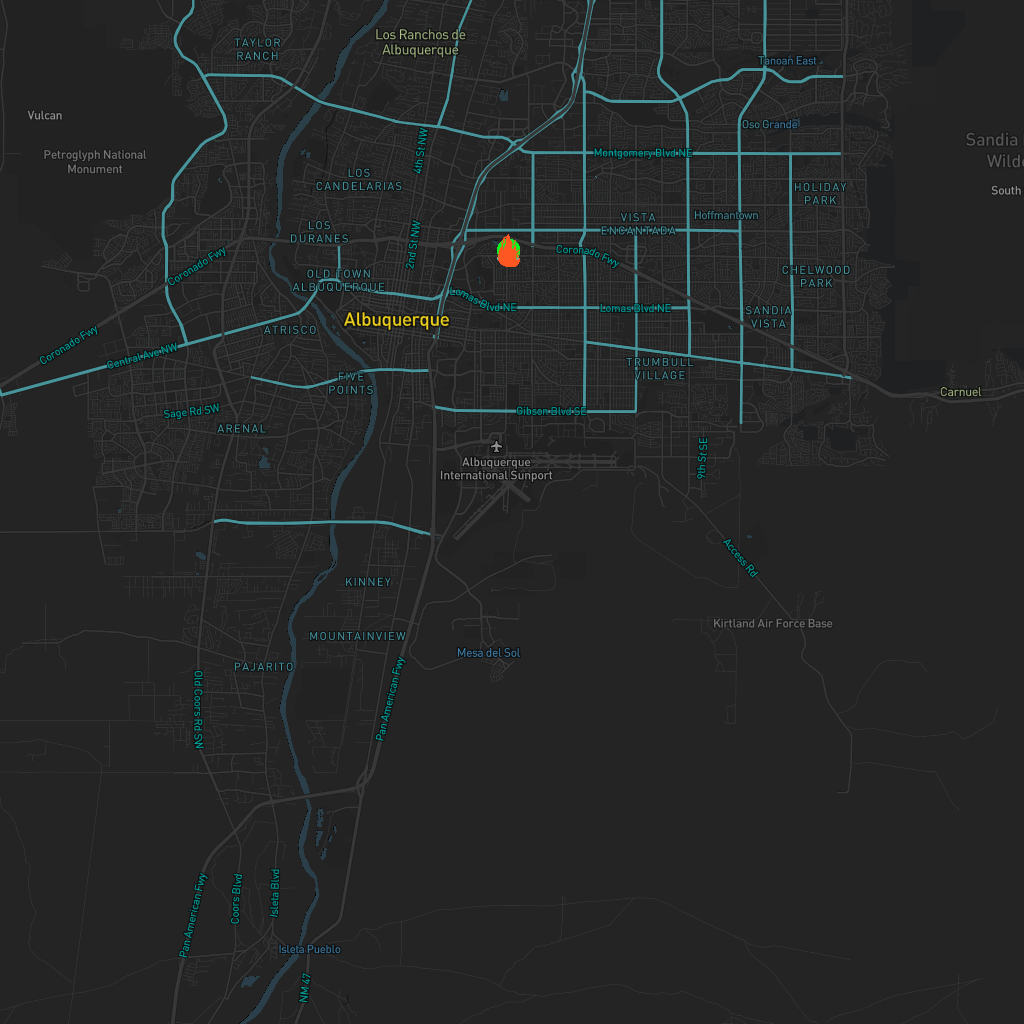 Los Ranchos de
Albuquerque
TAYLOR
RANCH
Tanoan East
Vulcan
Oso Grande
4th St NW
Petroglyph National
Monument
Montgomery Blvd NE
Sandia
Wilde
South
LOS
CANDELARIAS
HOLIDAY
PARK
VISTA
ENCANTADA
Hoffmantown
LOS
DURANES
2nd St NW
Coronado Fwy
Coronado Fwy
OLD TOWN
ALBUQUERQUE
CHELWOOD
PARK
Lomas Blvd NE
Lomas Blvd NE
SANDIA
VISTA
Albuquerque
ATRISCO
Coronado Fwy
Central Ave NW
TRUMBULL
VILLAGE
FIVE
POINTS
Carnuel
Sage Rd SW
Gibson Blvd SE
ARENAL
9th St SE
Albuquerque
International Sunport
Access Rd
KINNEY
Kirtland Air Force Base
MOUNTAINVIEW
Mesa del Sol
PAJARITO
Old Coors Rd SW
Pan American Fwy
Pan American Fwy
Coors Blvd
Isleta Blvd
Isleta Pueblo
NM 47